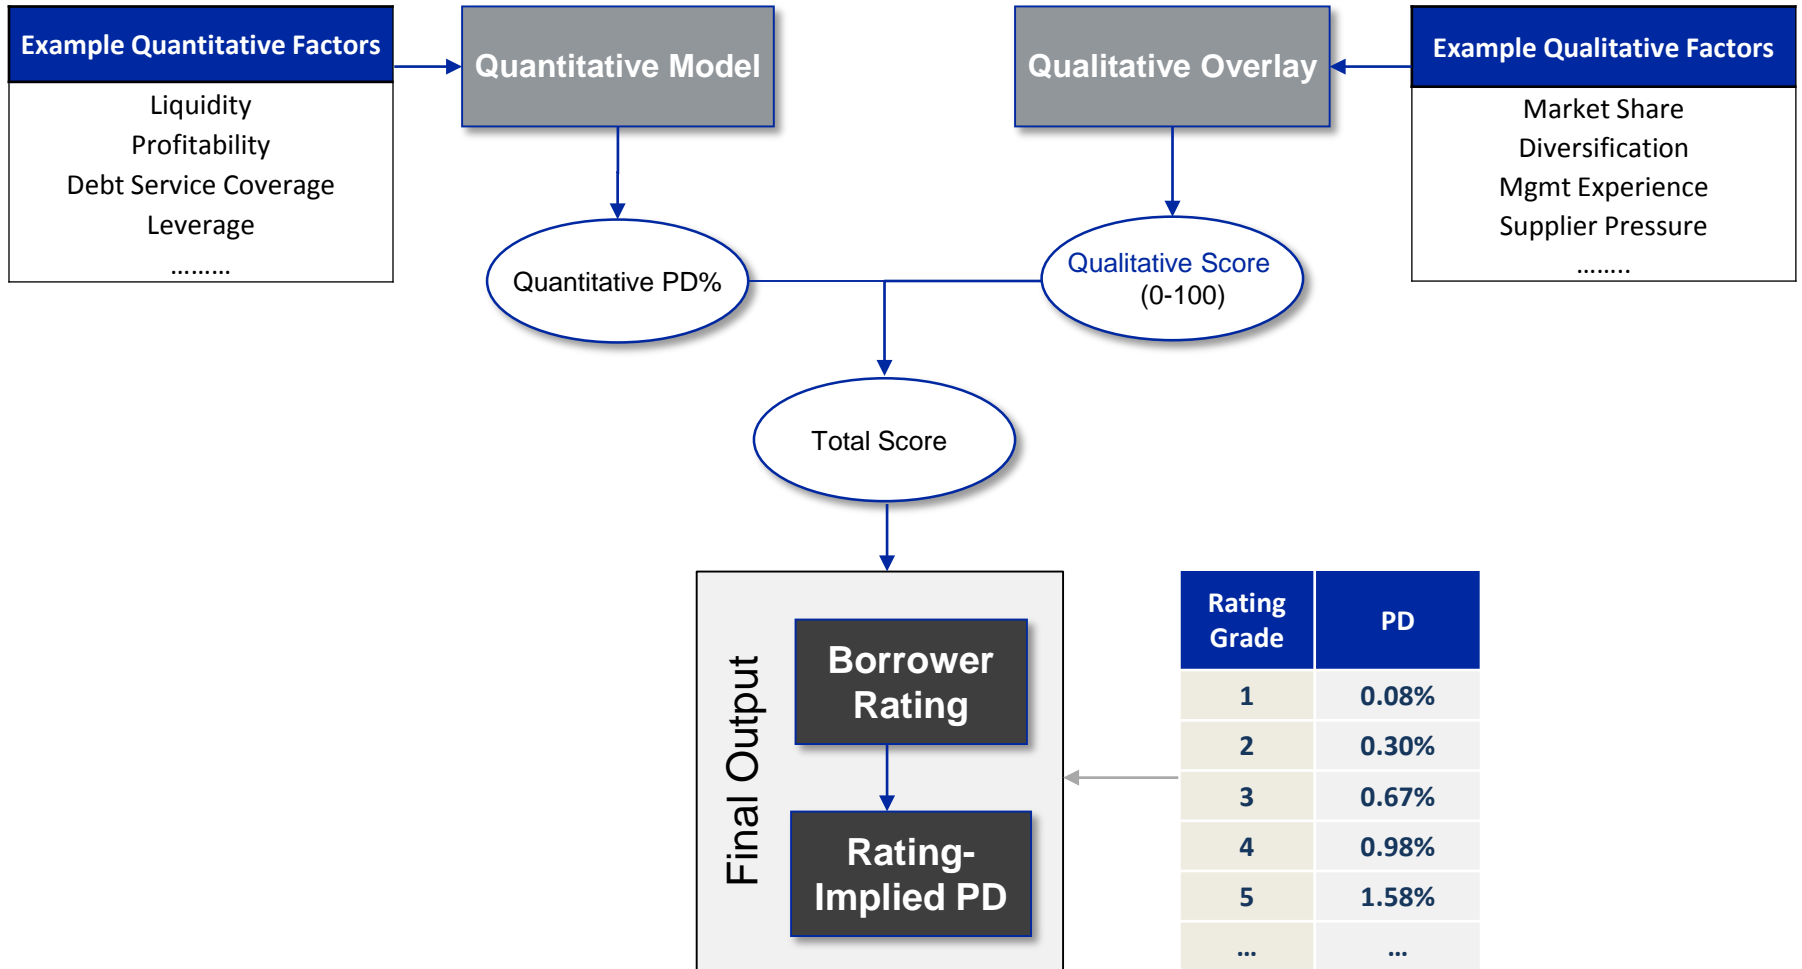 Example Quantitative Factors
Liquidity
Profitability
Debt Service Coverage
Leverage
.........
Quantitative Model
Qualitative Overlay
Example Qualitative Factors
Market Share
Diversification
Mgmt Experience
Supplier Pressure
........
Quantitative PD%
Qualitative Score
(0-100)
Total Score
Final Output
Borrower
Rating
Rating-
Implied PD
Rating
Grade
PD
1 0.08%
2 0.30%
3 0.67%
4 0.98%
5 1.58%
... ...